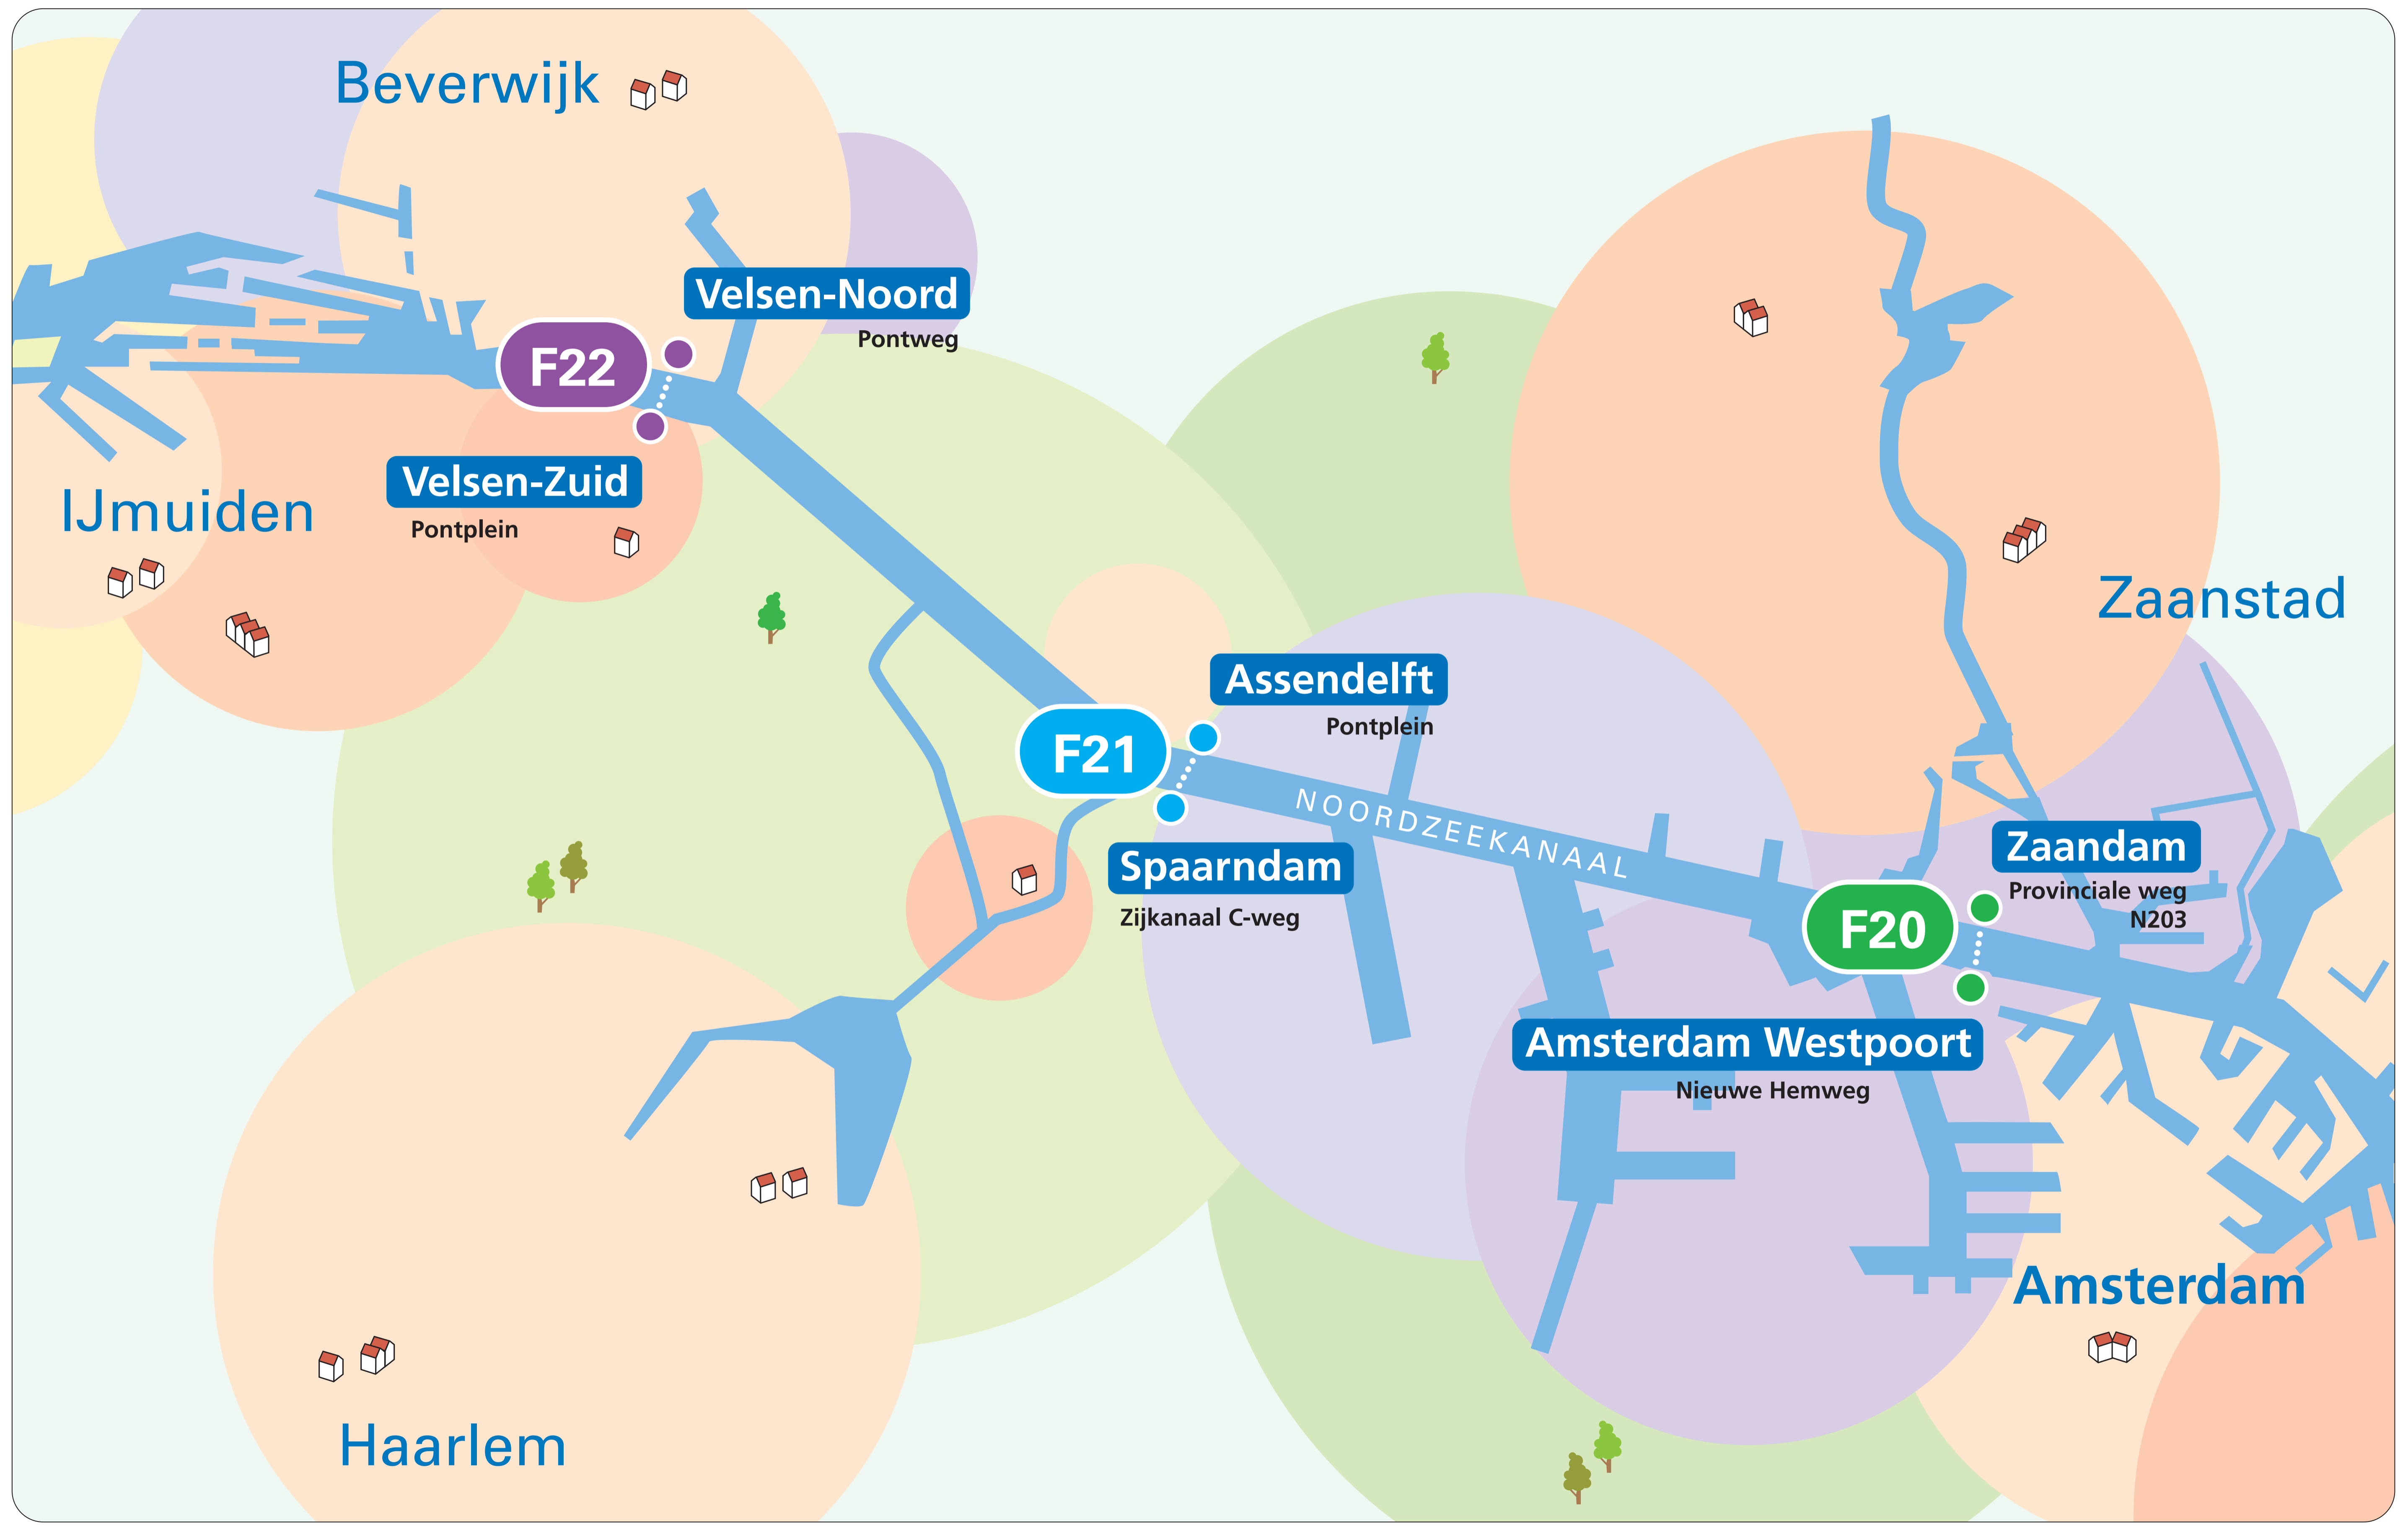 Beverwijk
Velsen-Noord
Pontweg
F22
Velsen-Zuid
Pontplein
IJmuiden
Zaanstad
Assendelft
Pontplein
F21
NOORDZEEKANAAL
Spaarndam
Zijkanaal C-weg
Zaandam
Provinciale weg
N203
F20
Amsterdam Westpoort
Nieuwe Hemweg
Amsterdam
Haarlem